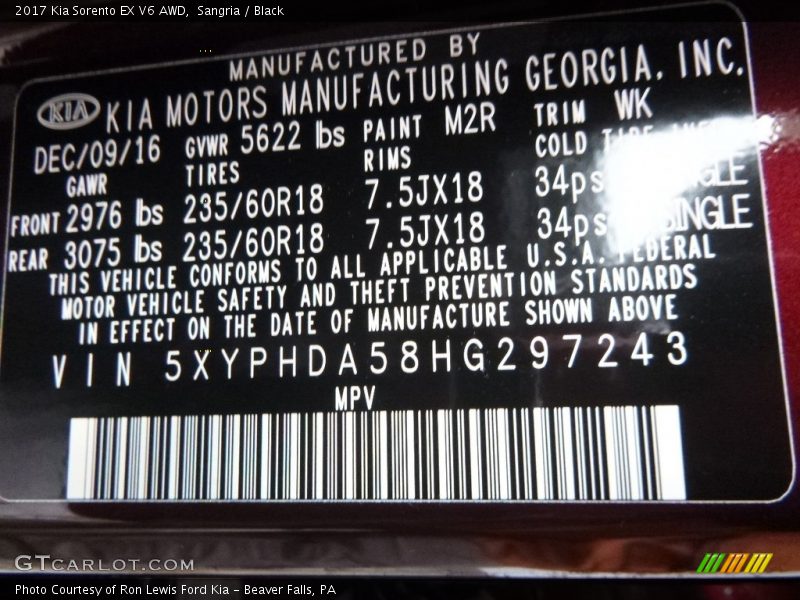 2017 Kia Sorento EX V6 AWD, Sangria / Black
MANUFACTURED BY
KIA KIA MOTORS MANUFACTURING GEORGIA, INC.
DEC/09/16 GVWR 5622 lbs PAINT M2R TRIM WK
GAWR TIRES RIMS COLD
FRONT 2976 lbs 235/60R18 7.5JX18 34ps
REAR 3075 lbs 235/60R18 7.5JX18 34ps SINGLE
THIS VEHICLE CONFORMS TO ALL APPLICABLE U.S.A. FEDERAL
MOTOR VEHICLE SAFETY AND THEFT PREVENTION STANDARDS
IN EFFECT ON THE DATE OF MANUFACTURE SHOWN ABOVE
VIN 5XYPHDA58HG297243
MPV
GTCARLOT.COM
Photo Courtesy of Ron Lewis Ford Kia - Beaver Falls, PA